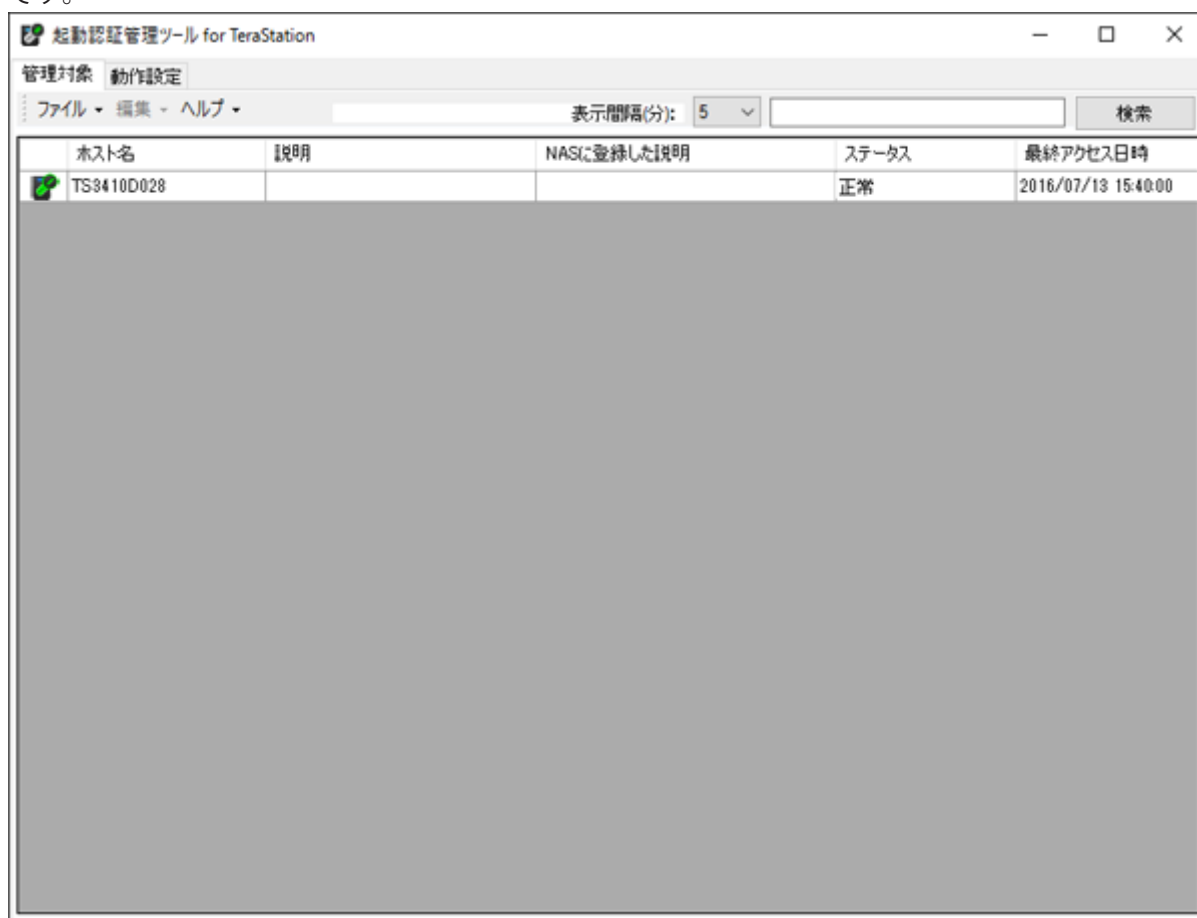 です。
起動認証管理ツール for TeraStation
管理対象 動作設定
ファイル 編集 ヘルプ 表示間隔(分): 5 検索
ホスト名 説明 NASに登録した説明 ステータス 最終アクセス日時
TS3410D028 正常 2016/07/13 15:40:00